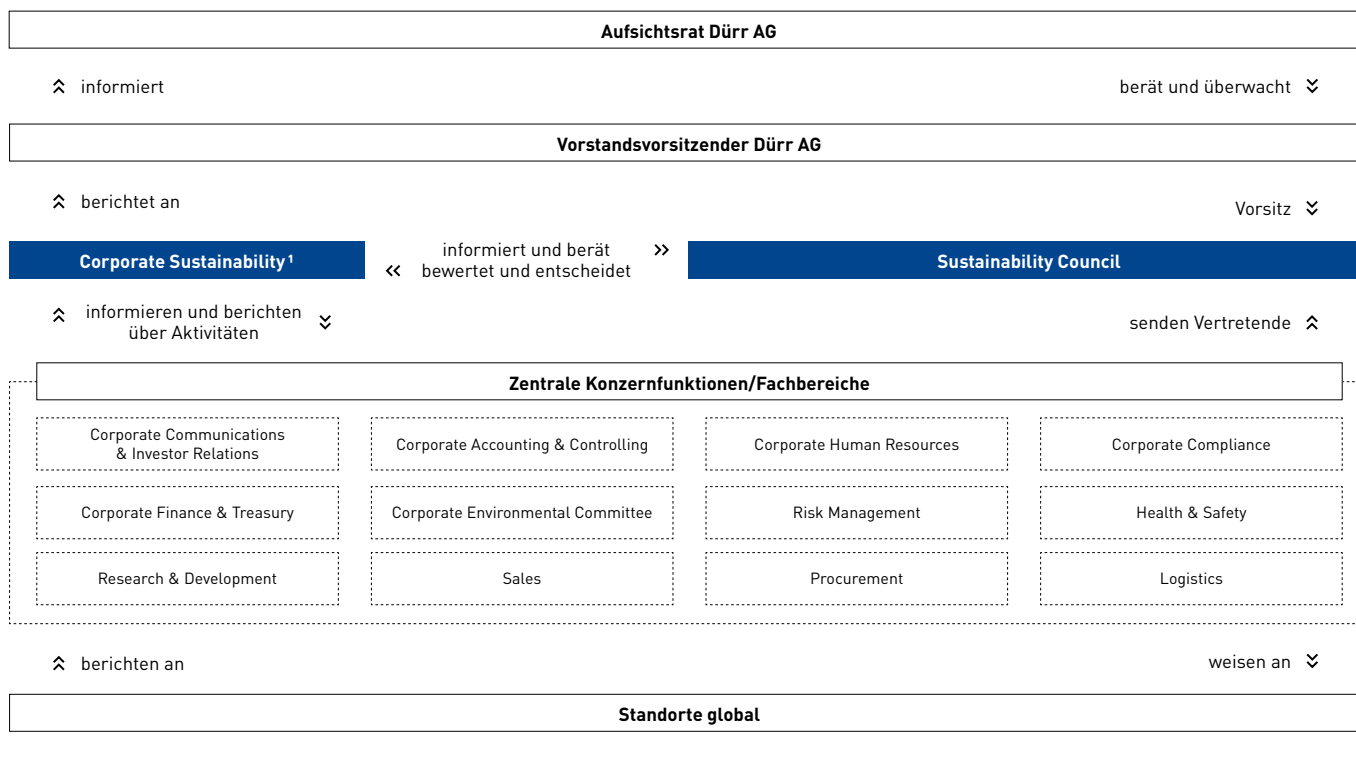 Aufsichtsrat Dürr AG
informiert
berät und überwacht
Vorstandsvorsitzender Dürr AG
berichtet an
Vorsitz
Corporate Sustainability¹
informiert und berät
bewertet und entscheidet
Sustainability Council
informieren und berichten
über Aktivitäten
senden Vertretende
Zentrale Konzernfunktionen/Fachbereiche
Corporate Communications
& Investor Relations
Corporate Accounting & Controlling
Corporate Human Resources
Corporate Compliance
Corporate Finance & Treasury
Corporate Environmental Committee
Risk Management
Health & Safety
Research & Development
Sales
Procurement
Logistics
berichten an
weisen an
Standorte global